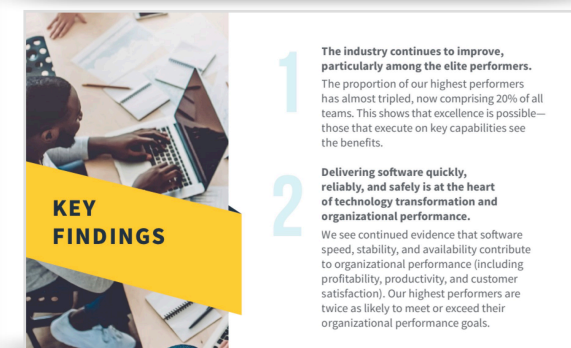 KEY
FINDINGS
1
The industry continues to improve,
particularly among the elite performers.
The proportion of our highest performers
has almost tripled, now comprising 20% of all
teams. This shows that excellence is possible—
those that execute on key capabilities see
the benefits.
2
Delivering software quickly,
reliably, and safely is at the heart
of technology transformation and
organizational performance.
We see continued evidence that software
speed, stability, and availability contribute
to organizational performance (including
profitability, productivity, and customer
satisfaction). Our highest performers are
twice as likely to meet or exceed their
organizational performance goals.